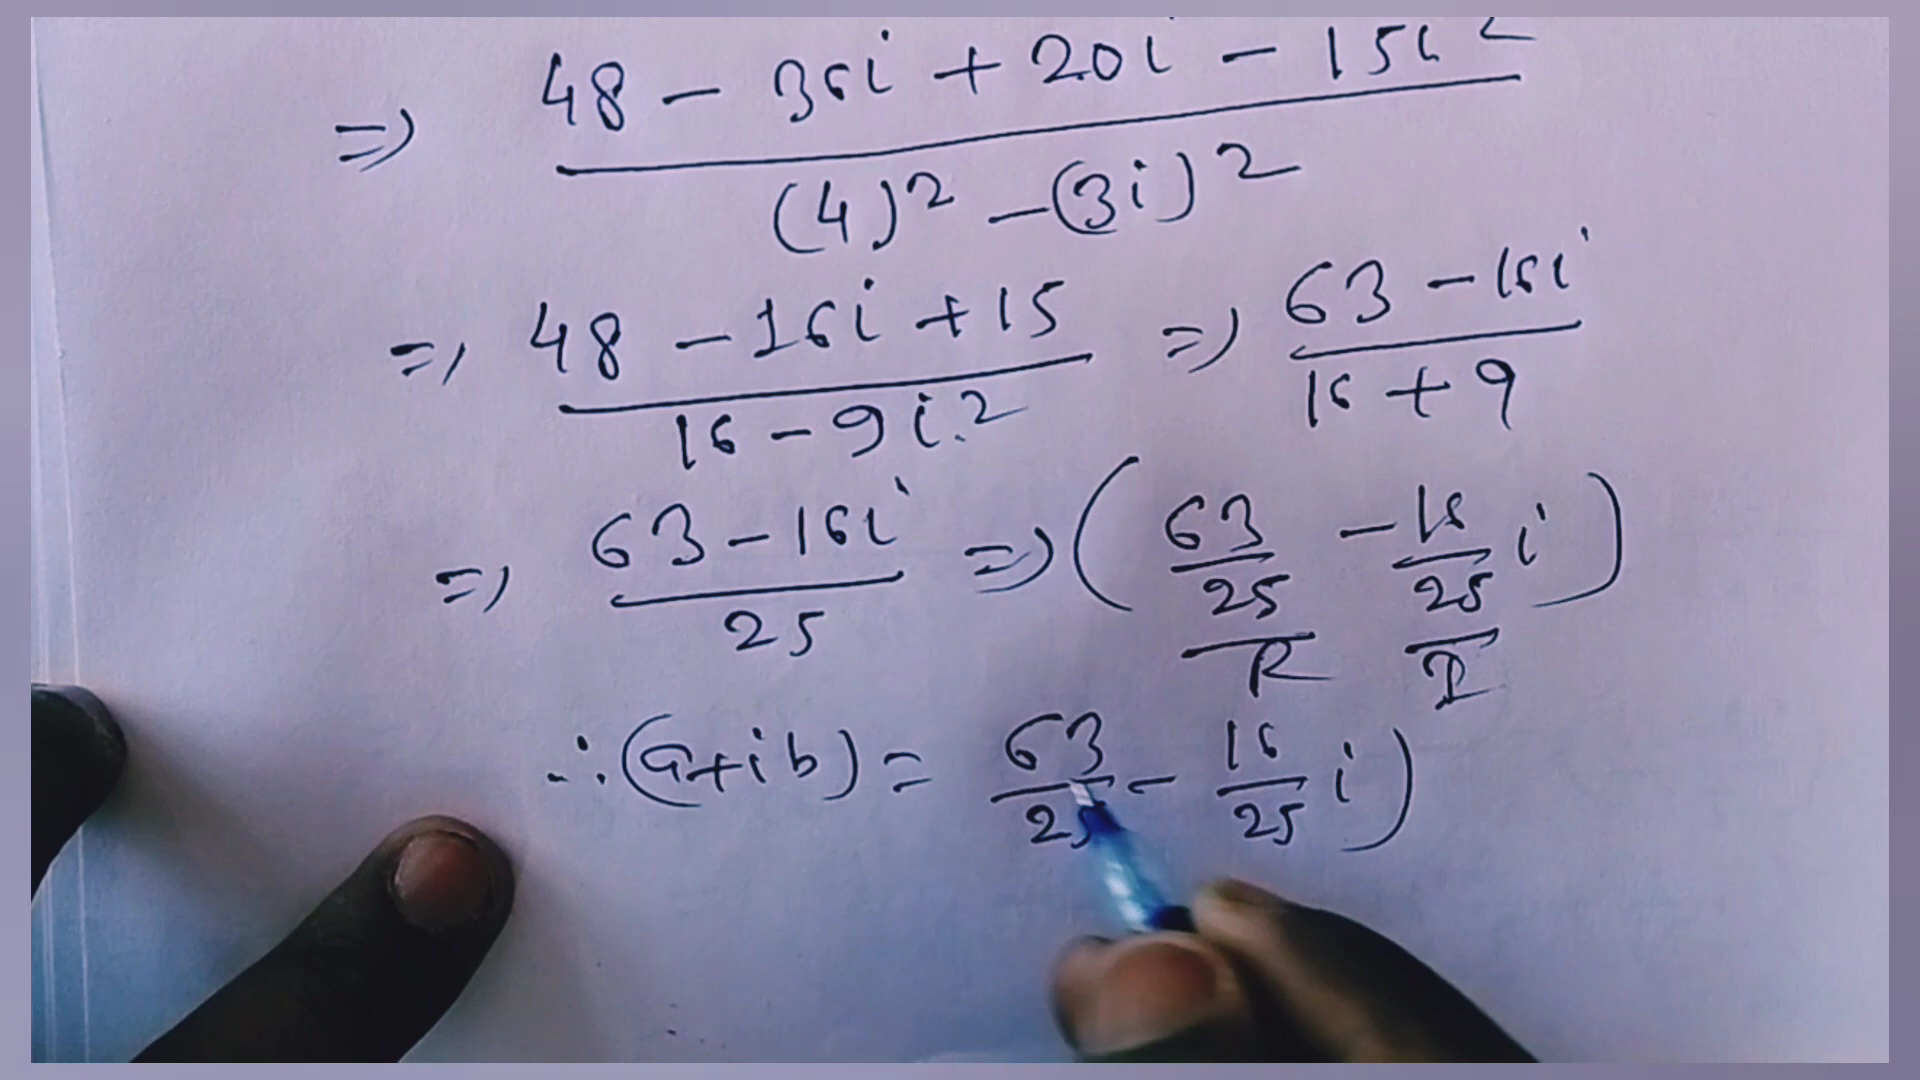 => 48 - 36i + 20i - 15i²
(4)² - (3i)²
=> 48 - 16i + 15 => 63 - 16i
16 - 9i² 16 + 9
=> 63 - 16i => (63 - 16 i)
25 25 25
R I
∴ (a+ib) = 63 - 16 i)
25 25